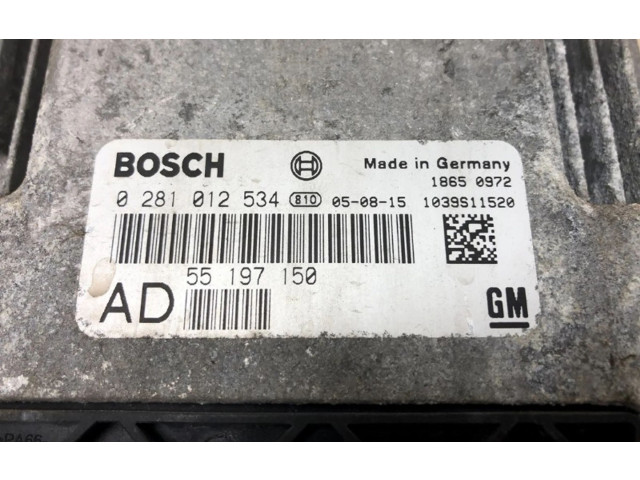 BOSCH Made in Germany
1865 0972
0 281 012 534 810 05-08-15 1039S11520
55 197 150
AD GM
PA66